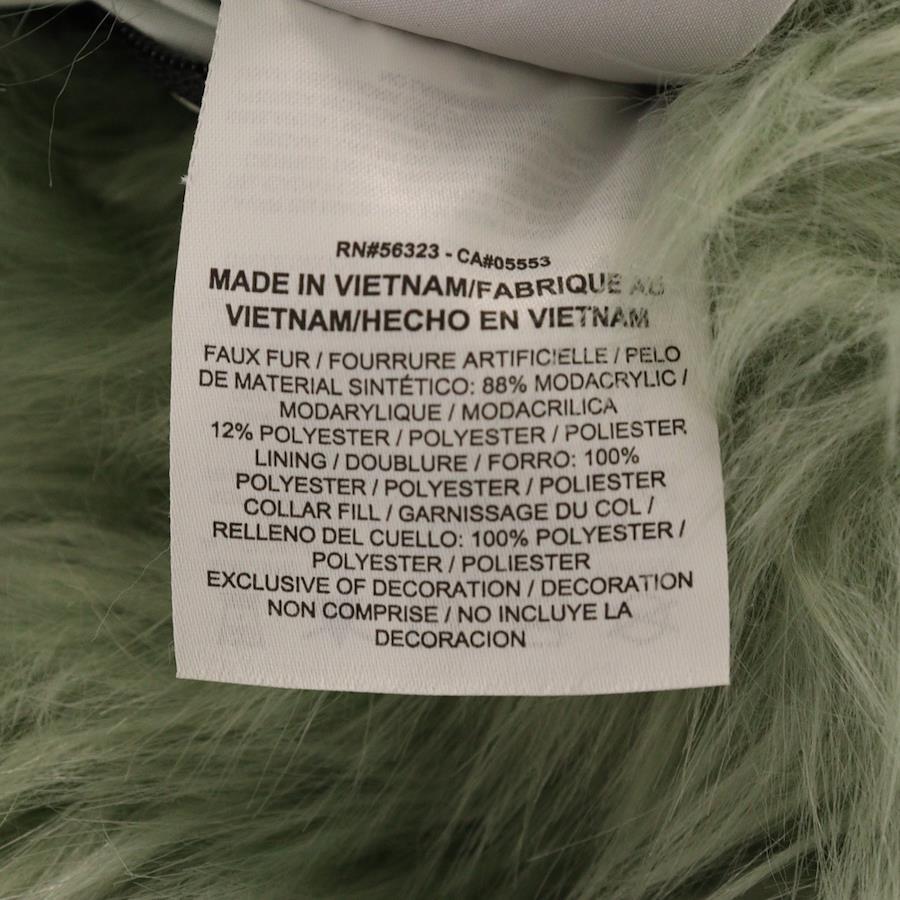 RN#56323 - CA#05553
MADE IN VIETNAM/FABRIQUE AU
VIETNAM/HECHO EN VIETNAM
FAUX FUR / FOURRURE ARTIFICIELLE / PELO
DE MATERIAL SINTÉTICO: 88% MODACRYLIC /
MODARYLIQUE / MODACRILICA
12% POLYESTER / POLYESTER / POLIESTER
LINING / DOUBLURE / FORRO: 100%
POLYESTER / POLYESTER / POLIESTER
COLLAR FILL / GARNISSAGE DU COL /
RELLENO DEL CUELLO: 100% POLYESTER /
POLYESTER / POLIESTER
EXCLUSIVE OF DECORATION / DECORATION
NON COMPRISE / NO INCLUYE LA
DECORACION